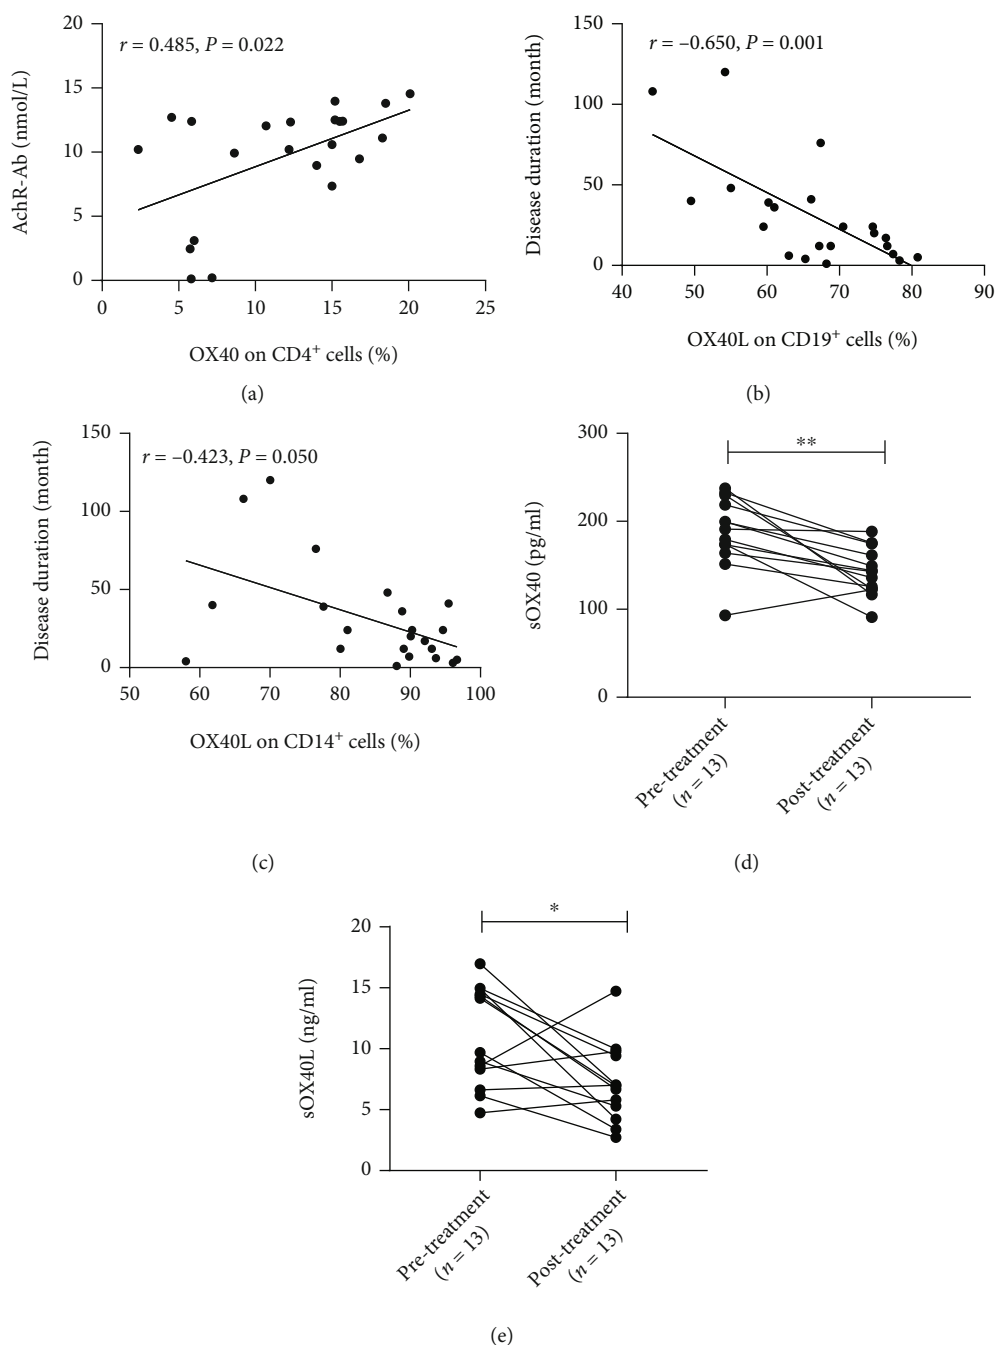 r = 0.485, P = 0.022
AchR-Ab (nmol/L)
20
15
10
5
0
0 5 10 15 20 25
OX40 on CD4⁺ cells (%)
(a)
r = –0.650, P = 0.001
Disease duration (month)
150
100
50
0
40 50 60 70 80 90
OX40L on CD19⁺ cells (%)
(b)
r = –0.423, P = 0.050
Disease duration (month)
150
100
50
0
50 60 70 80 90 100
OX40L on CD14⁺ cells (%)
(c)
**
sOX40 (pg/ml)
300
200
100
0
Pre-treatment
(n = 13)
Post-treatment
(n = 13)
(d)
*
sOX40L (ng/ml)
20
15
10
5
0
Pre-treatment
(n = 13)
Post-treatment
(n = 13)
(e)